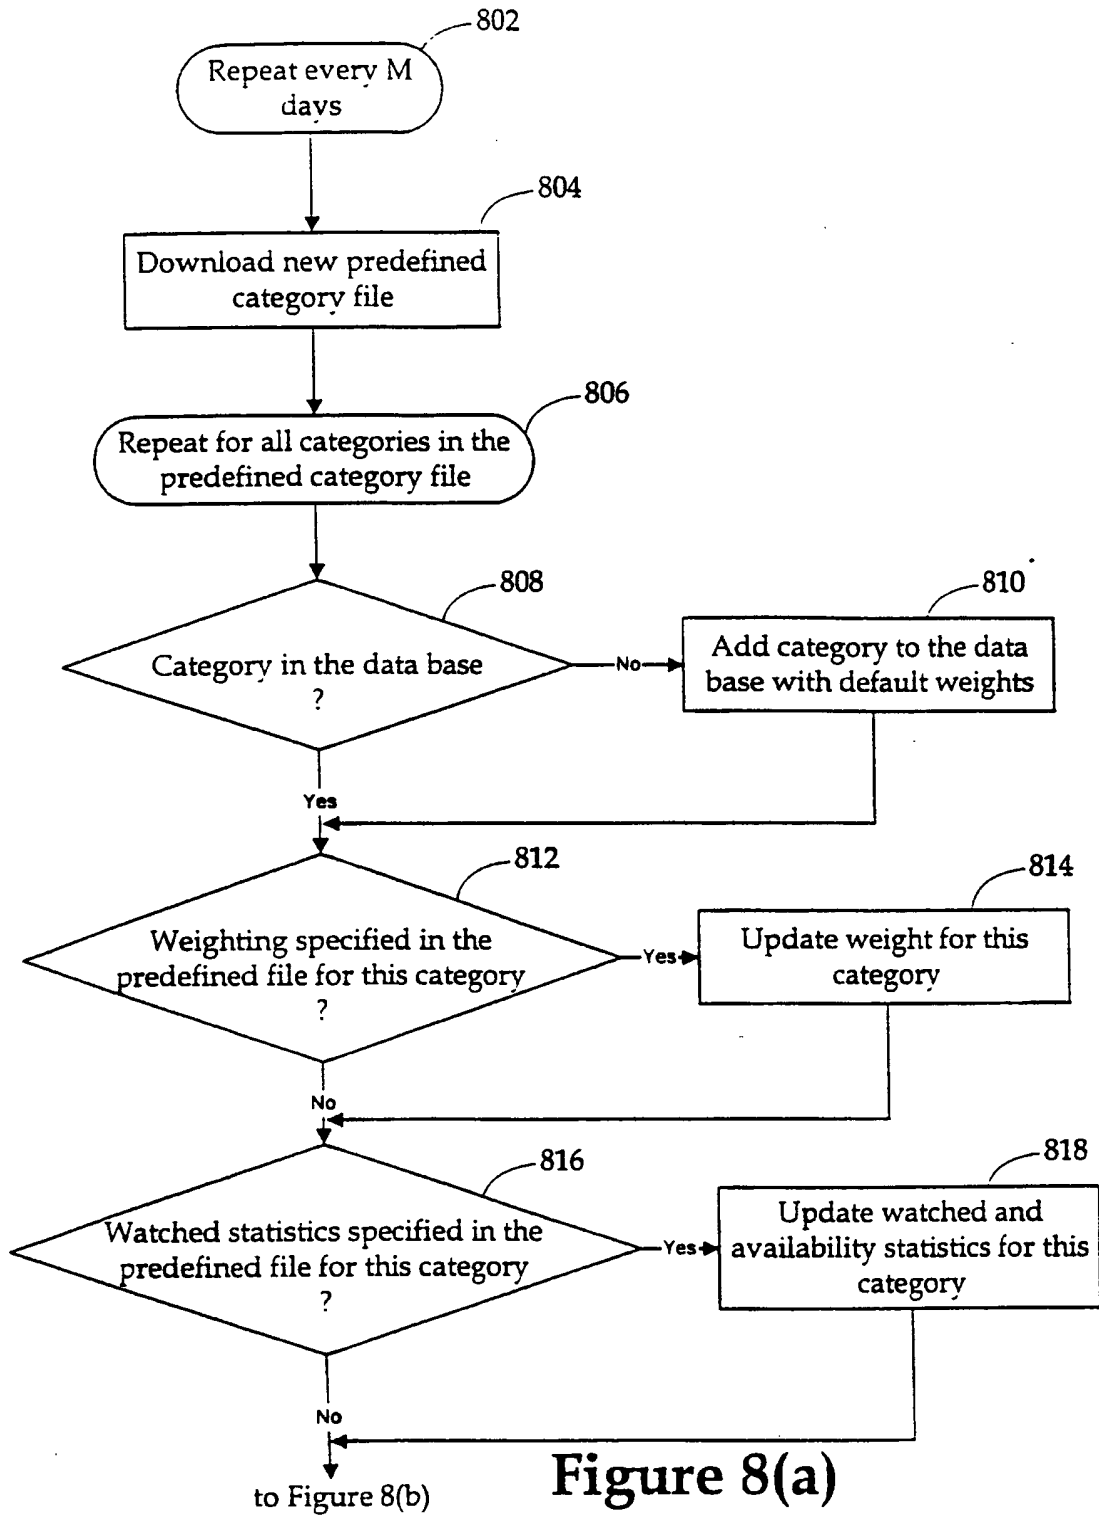 802
Repeat every M
days
804
Download new predefined
category file
806
Repeat for all categories in the
predefined category file
808
Category in the data base
?
No
810
Add category to the data
base with default weights
Yes
812
Weighting specified in the
predefined file for this category
?
Yes
814
Update weight for this
category
No
816
Watched statistics specified in the
predefined file for this category
?
Yes
818
Update watched and
availability statistics for this
category
No
to Figure 8(b)
Figure 8(a)